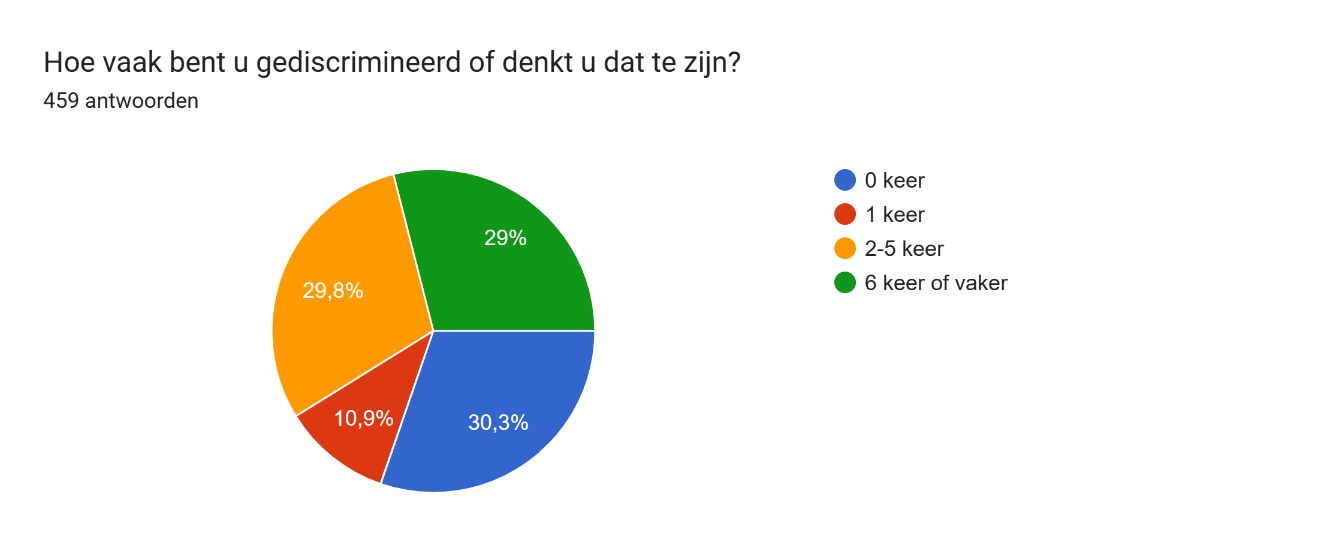 Hoe vaak bent u gediscrimineerd of denkt u dat te zijn?
459 antwoorden
0 keer
1 keer
2-5 keer
6 keer of vaker
29%
29,8%
10,9%
30,3%